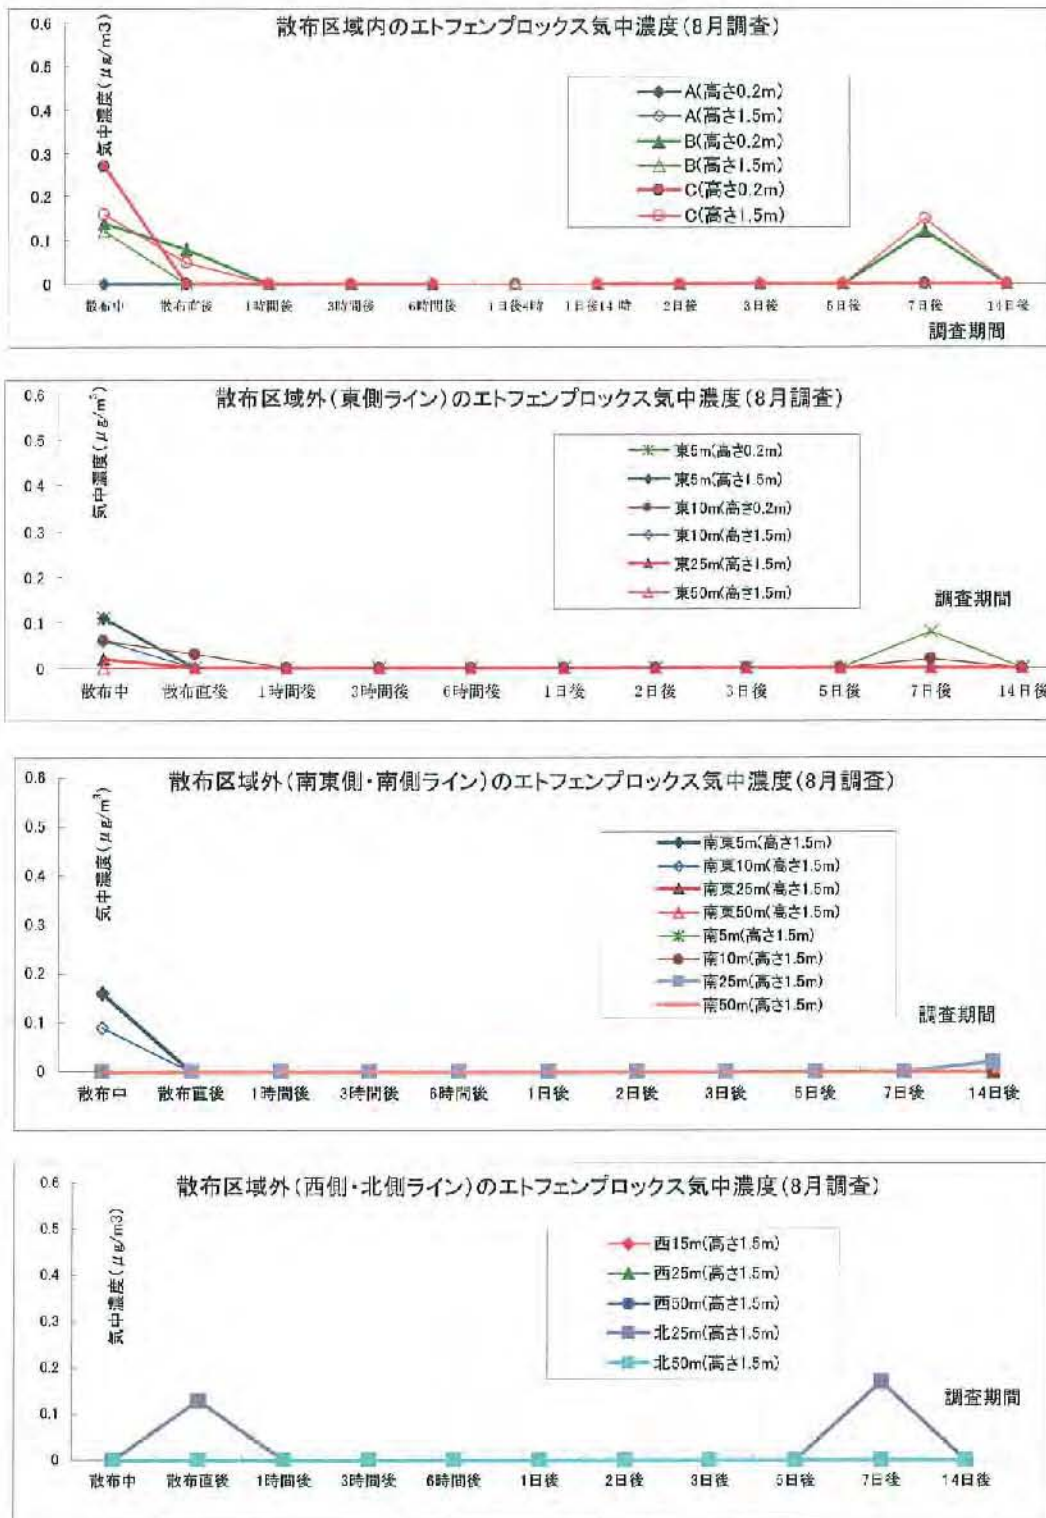 散布区域内のエトフェンプロックス気中濃度(8月調査)
気中濃度(μg/m3)
0.6
0.5
0.4
0.3
0.2
0.1
0
A(高さ0.2m)
A(高さ1.5m)
B(高さ0.2m)
B(高さ1.5m)
C(高さ0.2m)
C(高さ1.5m)
散布中 散布直後 1時間後 3時間後 6時間後 1日後4時 1日後14時 2日後 3日後 5日後 7日後 14日後
調査期間
散布区域外(東側ライン)のエトフェンプロックス気中濃度(8月調査)
気中濃度(μg/m³)
0.6
0.5
0.4
0.3
0.2
0.1
0
東5m(高さ0.2m)
東5m(高さ1.5m)
東10m(高さ0.2m)
東10m(高さ1.5m)
東25m(高さ1.5m)
東50m(高さ1.5m)
調査期間
散布中 散布直後 1時間後 3時間後 6時間後 1日後 2日後 3日後 5日後 7日後 14日後
散布区域外(南東側・南側ライン)のエトフェンプロックス気中濃度(8月調査)
気中濃度(μg/m³)
0.6
0.5
0.4
0.3
0.2
0.1
0
南東5m(高さ1.5m)
南東10m(高さ1.5m)
南東25m(高さ1.5m)
南東50m(高さ1.5m)
南5m(高さ1.5m)
南10m(高さ1.5m)
南25m(高さ1.5m)
南50m(高さ1.5m)
調査期間
散布中 散布直後 1時間後 3時間後 6時間後 1日後 2日後 3日後 5日後 7日後 14日後
散布区域外(西側・北側ライン)のエトフェンプロックス気中濃度(8月調査)
気中濃度(μg/m3)
0.6
0.5
0.4
0.3
0.2
0.1
0
西15m(高さ1.5m)
西25m(高さ1.5m)
西50m(高さ1.5m)
北25m(高さ1.5m)
北50m(高さ1.5m)
調査期間
散布中 散布直後 1時間後 3時間後 6時間後 1日後 2日後 3日後 5日後 7日後 14日後